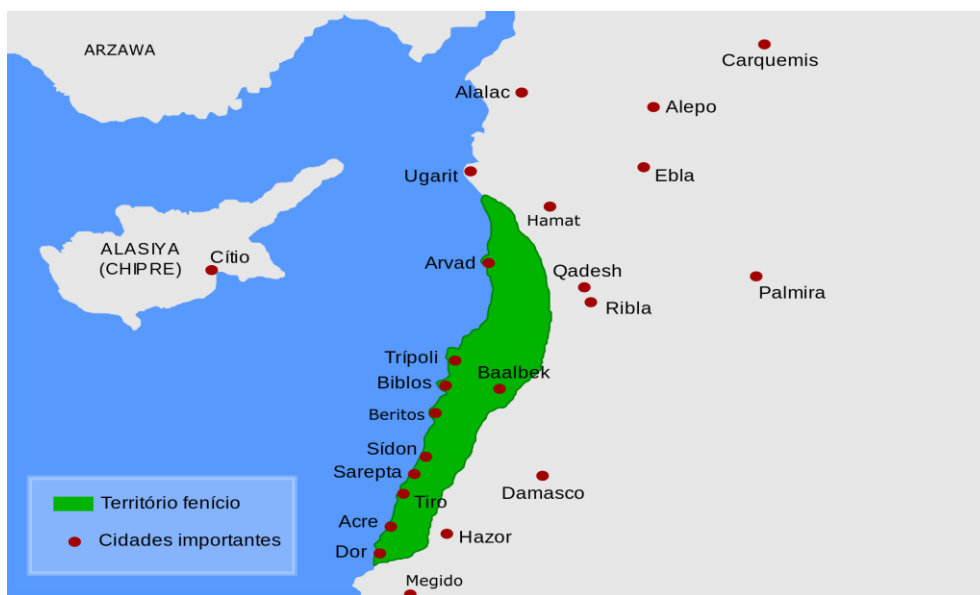 ARZAWA
Carquemis
Alalac
Alepo
Ugarit
Ebla
Hamat
ALASIYA
(CHIPRE)
Cítio
Arvad
Qadesh
Palmira
Ribla
Trípoli
Biblos
Baalbek
Beritos
Sídon
Sarepta
Damasco
Tiro
Acre
Hazor
Dor
Megido
Território fenício
Cidades importantes